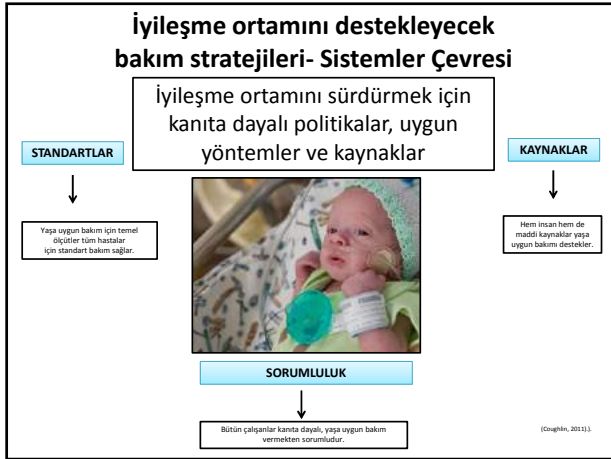 İyileşme ortamını destekleyecek
bakım stratejileri- Sistemler Çevresi
İyileşme ortamını sürdürmek için
kanıta dayalı politikalar, uygun
yöntemler ve kaynaklar
STANDARTLAR
Yaşa uygun bakım için temel
ölçütler tüm hastalar
için standart bakım sağlar.
KAYNAKLAR
Hem insan hem de
maddi kaynaklar yaşa
uygun bakımı destekler.
SORUMLULUK
Bütün çalışanlar kanıta dayalı, yaşa uygun bakım
vermekten sorumludur.
(Coughlin, 2011).).